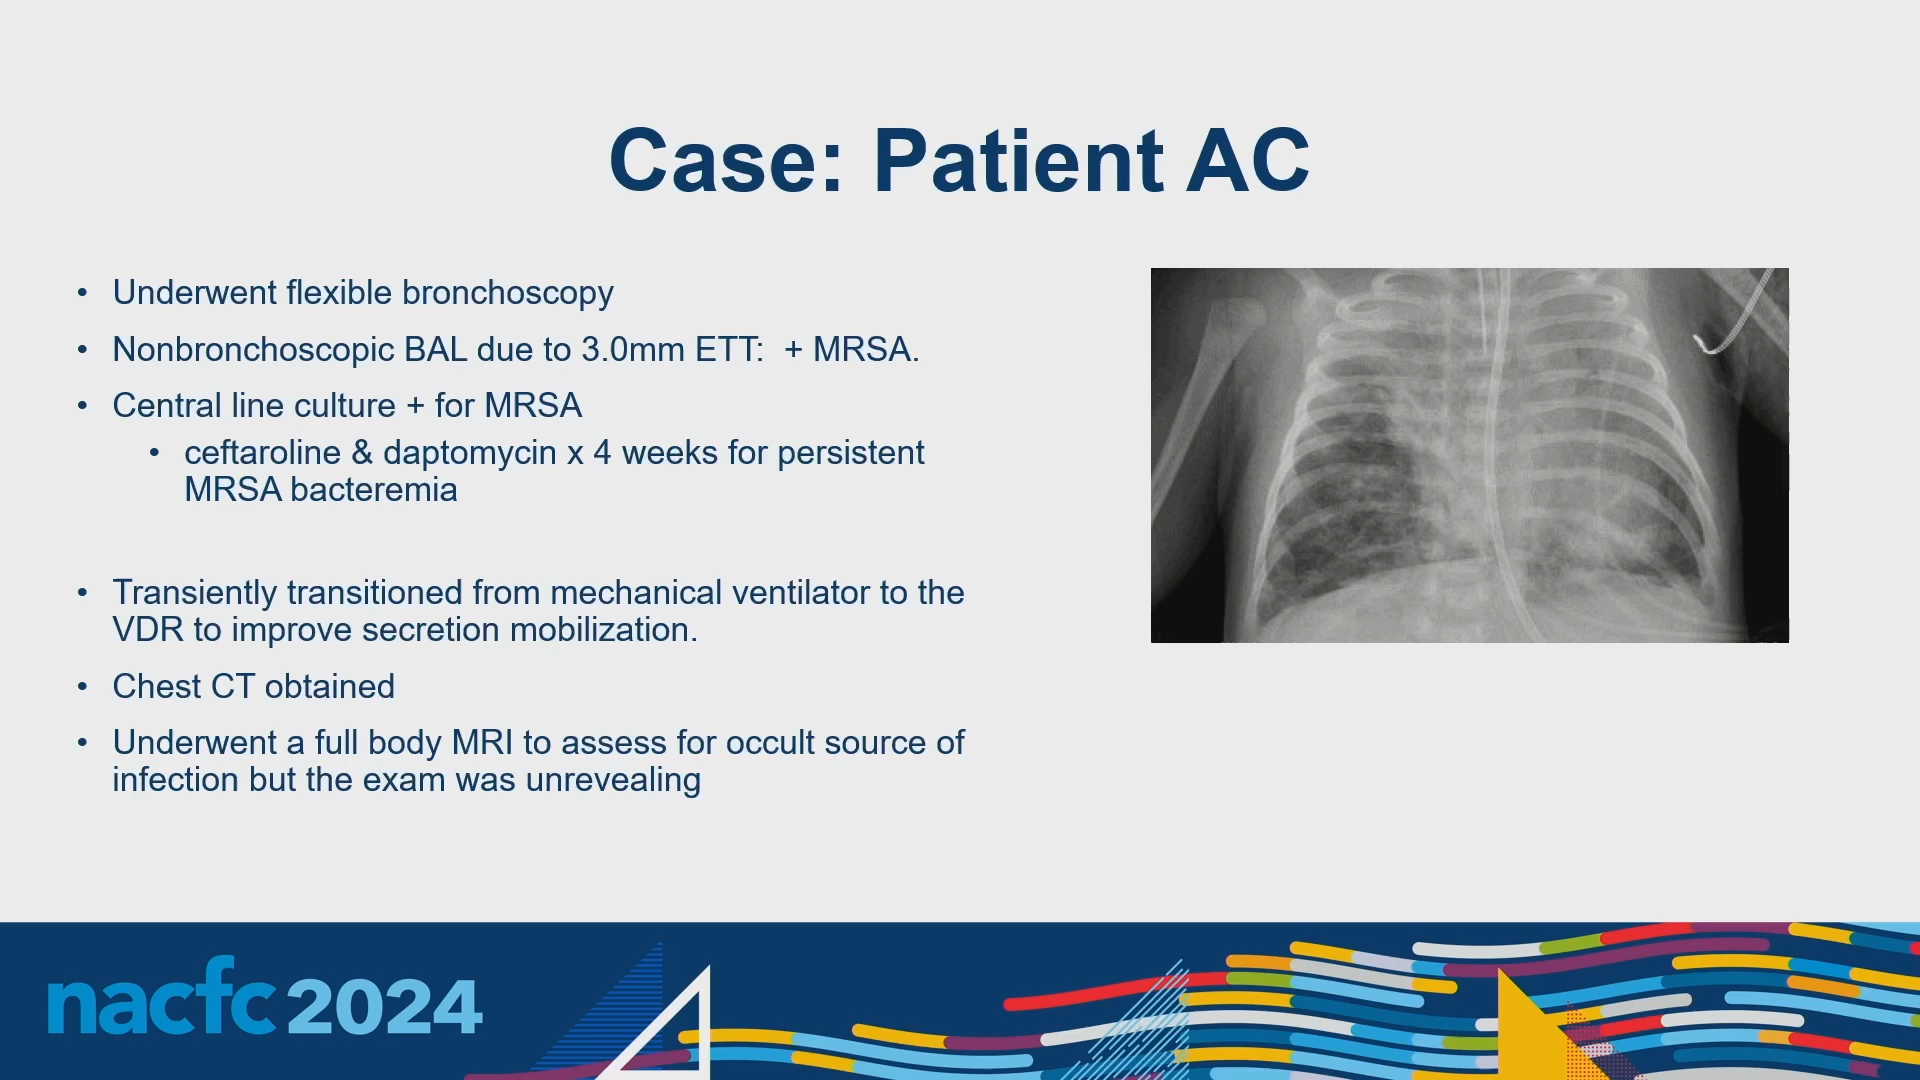 Case: Patient AC
• Underwent flexible bronchoscopy
• Nonbronchoscopic BAL due to 3.0mm ETT:  + MRSA.
• Central line culture + for MRSA
• ceftaroline & daptomycin x 4 weeks for persistent
MRSA bacteremia
• Transiently transitioned from mechanical ventilator to the
VDR to improve secretion mobilization.
• Chest CT obtained
• Underwent a full body MRI to assess for occult source of
infection but the exam was unrevealing
nacfc 2024